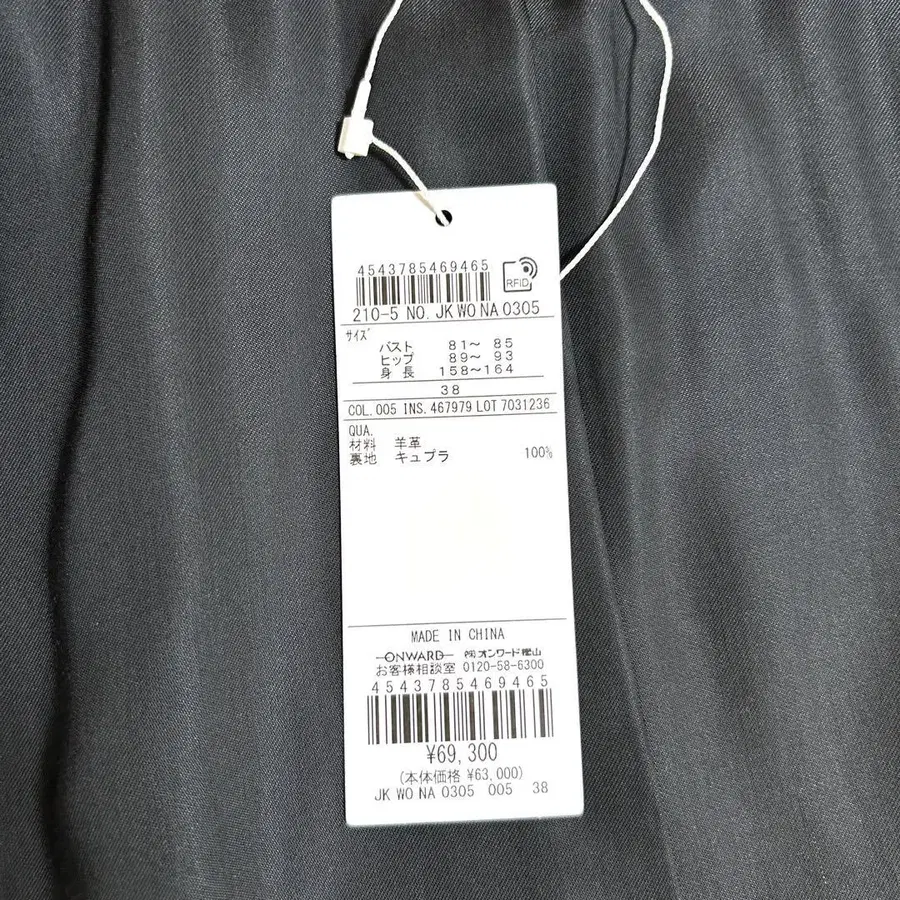 4543785469465
RFID
210-5 NO. JKWONA0305
サイズ
バスト 81〜 85
ヒップ 89〜 93
身長 158〜164
38
COL.005 INS.467979 LOT 7031236
QUA.
材料 羊革
裏地 キュプラ 100%
MADE IN CHINA
ONWARD ㈱オンワード樫山
お客様相談室 0120-58-6300
4543785469465
¥69,300
(本体価格 ¥63,000)
JK WO NA 0305 005 38